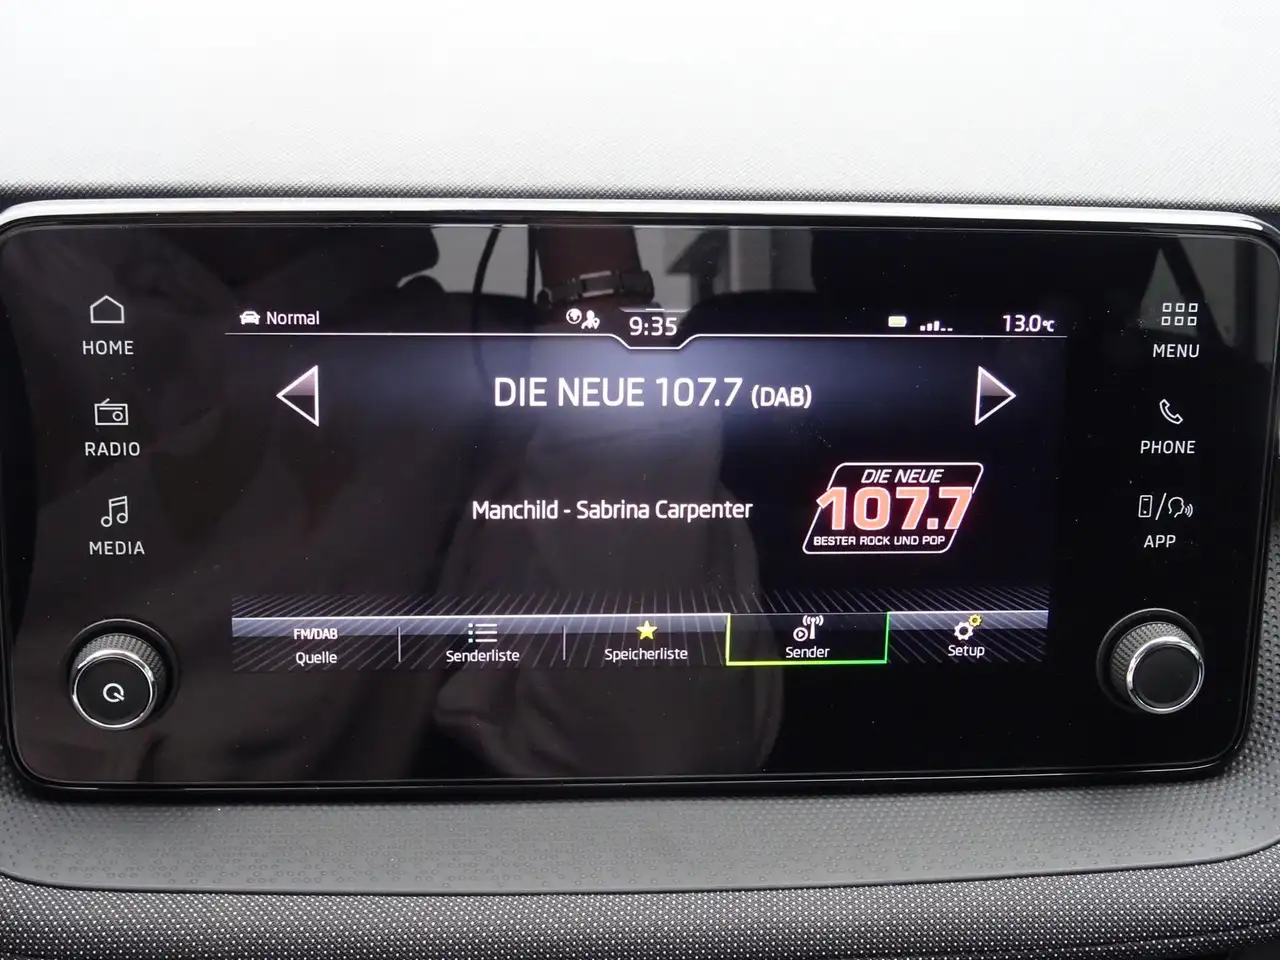 Normal
9:35
13.0°C
HOME
RADIO
MEDIA
DIE NEUE 107.7 (DAB)
Manchild - Sabrina Carpenter
DIE NEUE
107.7
BESTER ROCK UND POP
FM/DAB
Quelle
Senderliste
Speicherliste
Sender
Setup
MENU
PHONE
APP